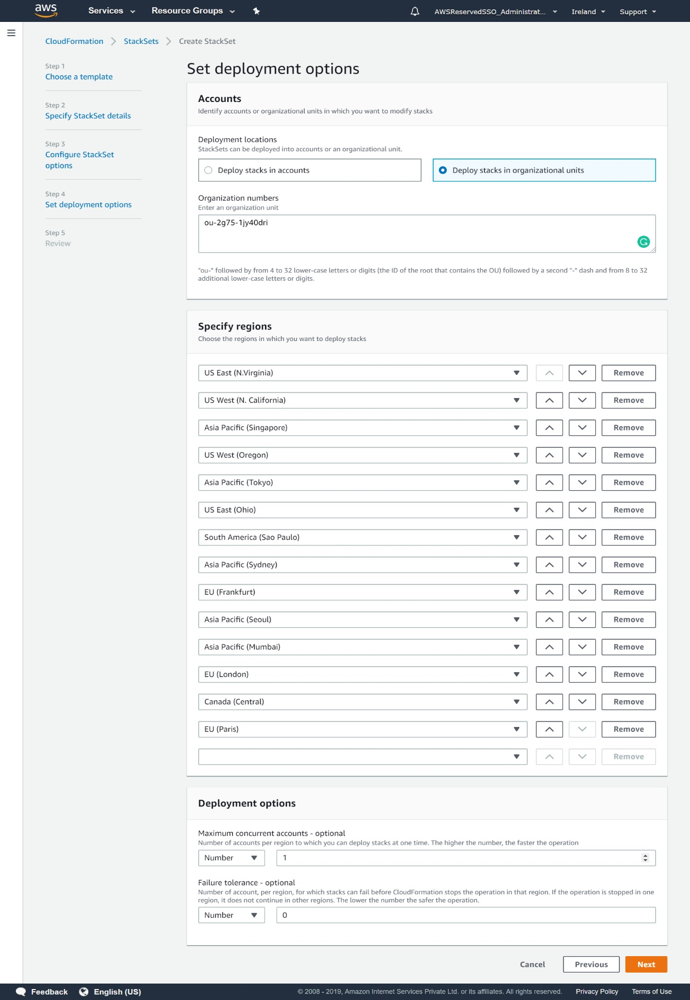 aws
Services
Resource Groups
AWSReservedSSO_Administrat...
Ireland
Support
CloudFormation
StackSets
Create StackSet
Step 1
Choose a template
Step 2
Specify StackSet details
Step 3
Configure StackSet
options
Step 4
Set deployment options
Step 5
Review
Set deployment options
Accounts
Identify accounts or organizational units in which you want to modify stacks
Deployment locations
StackSets can be deployed into accounts or an organizational unit.
Deploy stacks in accounts
Deploy stacks in organizational units
Organization numbers
Enter an organization unit
ou-2g75-1jy40dri
"ou-" followed by from 4 to 32 lower-case letters or digits (the ID of the root that contains the OU) followed by a second "-" dash and from 8 to 32
additional lower-case letters or digits.
Specify regions
Choose the regions in which you want to deploy stacks
US East (N.Virginia)
Remove
US West (N. California)
Remove
Asia Pacific (Singapore)
Remove
US West (Oregon)
Remove
Asia Pacific (Tokyo)
Remove
US East (Ohio)
Remove
South America (Sao Paulo)
Remove
Asia Pacific (Sydney)
Remove
EU (Frankfurt)
Remove
Asia Pacific (Seoul)
Remove
Asia Pacific (Mumbai)
Remove
EU (London)
Remove
Canada (Central)
Remove
EU (Paris)
Remove
Remove
Deployment options
Maximum concurrent accounts - optional
Number of accounts per region to which you can deploy stacks at one time. The higher the number, the faster the operation
Number
1
Failure tolerance - optional
Number of account, per region, for which stacks can fail before CloudFormation stops the operation in that region. If the operation is stopped in one
region, it does not continue in other regions. The lower the number the safer the operation.
Number
0
Cancel
Previous
Next
Feedback
English (US)
© 2008 - 2019, Amazon Internet Services Private Ltd. or its affiliates. All rights reserved.
Privacy Policy
Terms of Use